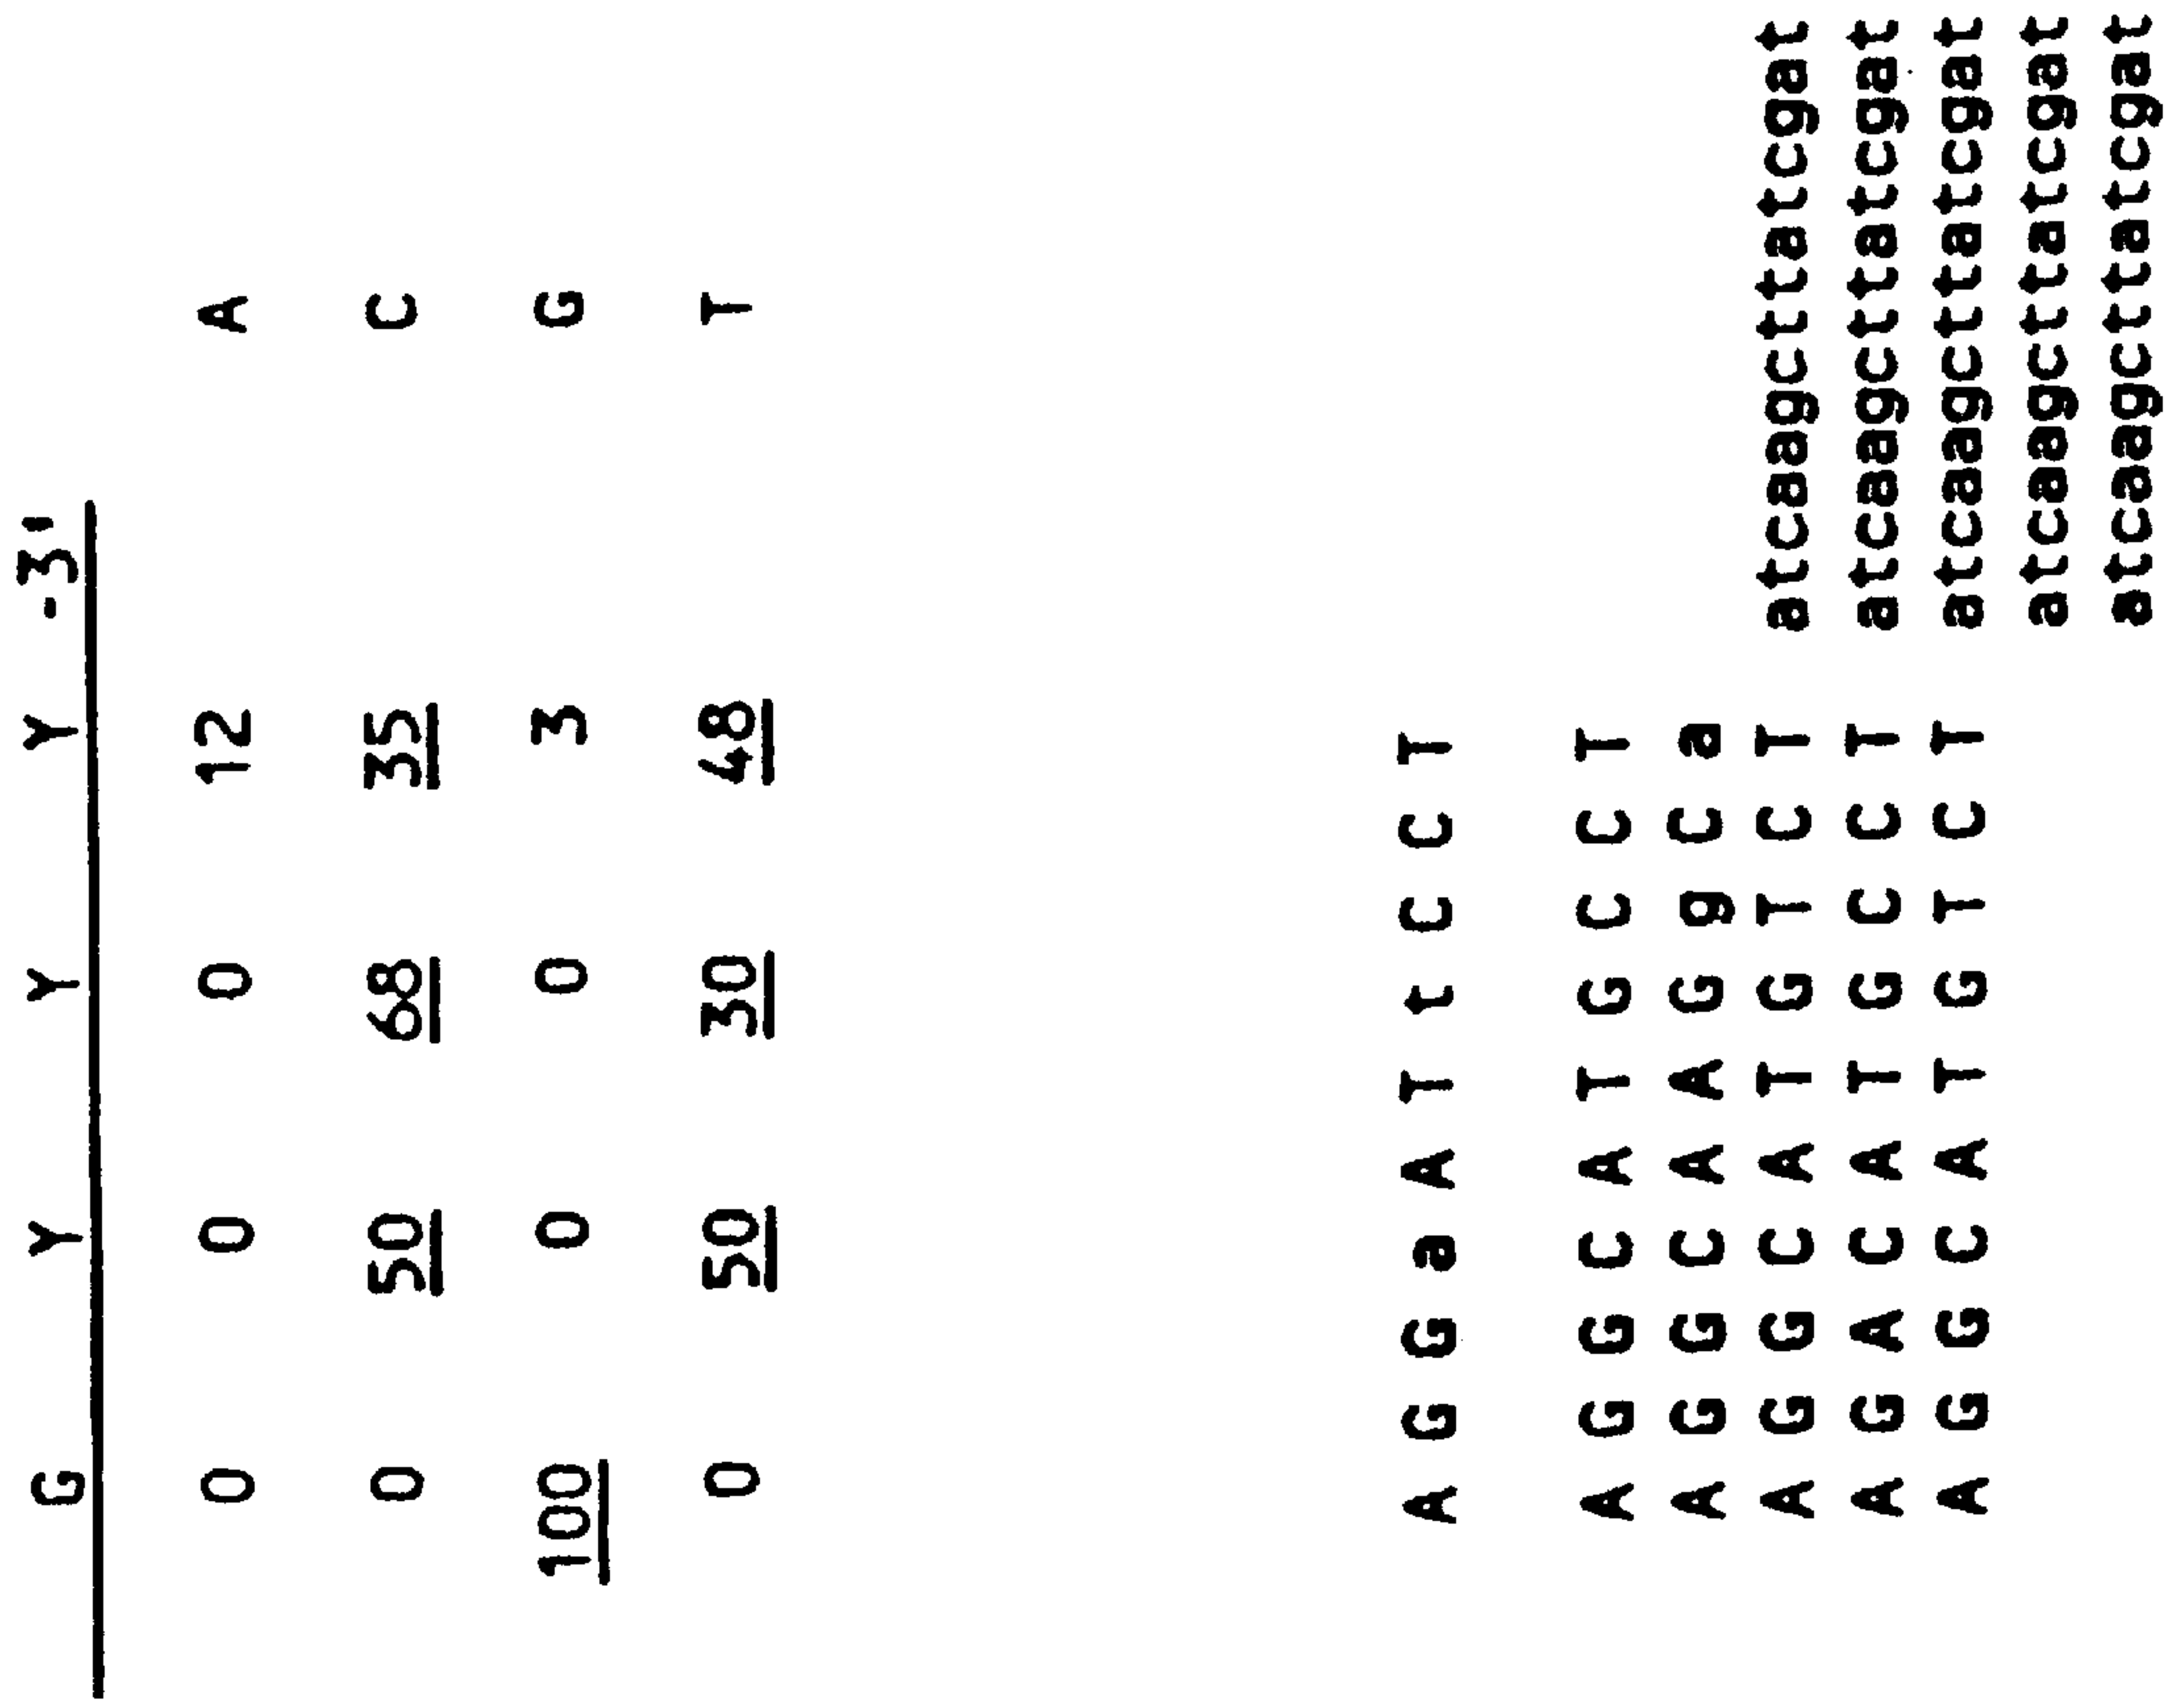 G Y Y Y -3'
0 0 0 12 A
0 50 68 35 C
100 0 0 3 G
0 50 30 48 T
A G G a A T t C C T
A G G C A T G C C T
A G G C A A G g C a
A G G C A T G T C T atcaagcttatcgat
A G A C A T G C C T atcaagcttatcgat
A G G C A T G T C T atcaagcttatcgat
atcaagcttatcgat
atcaagcttatcgat